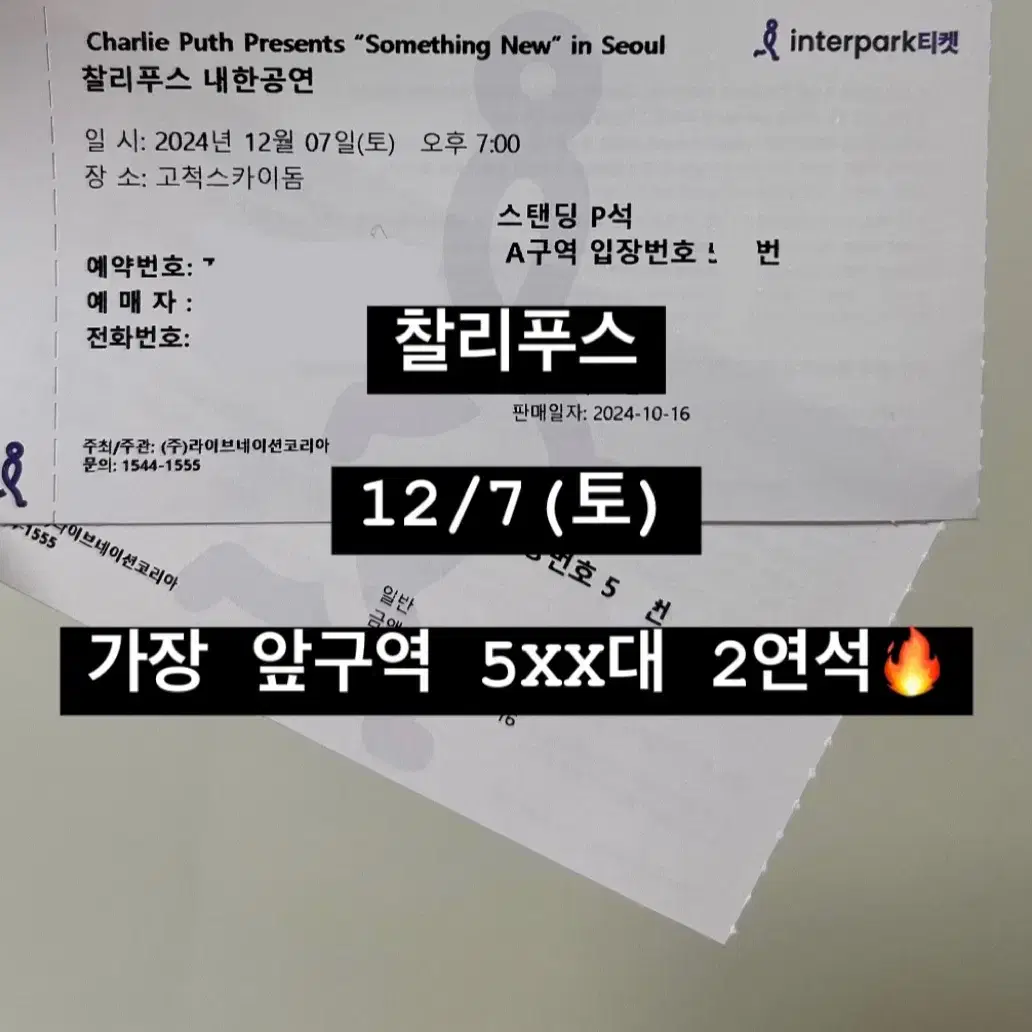 Charlie Puth Presents “Something New” in Seoul
interpark티켓
찰리푸스 내한공연
일 시: 2024년 12월 07일(토) 오후 7:00
장 소: 고척스카이돔
스탠딩 P석
A구역 입장번호 번
예약번호:
예 매 자 :
전화번호:
찰리푸스
판매일자: 2024-10-16
주최/주관: (주)라이브네이션코리아
문의: 1544-1555
12/7(토)
라이브네이션코리아
-1555
번호 5
일반
금액
가장 앞구역 5xx대 2연석🔥
16